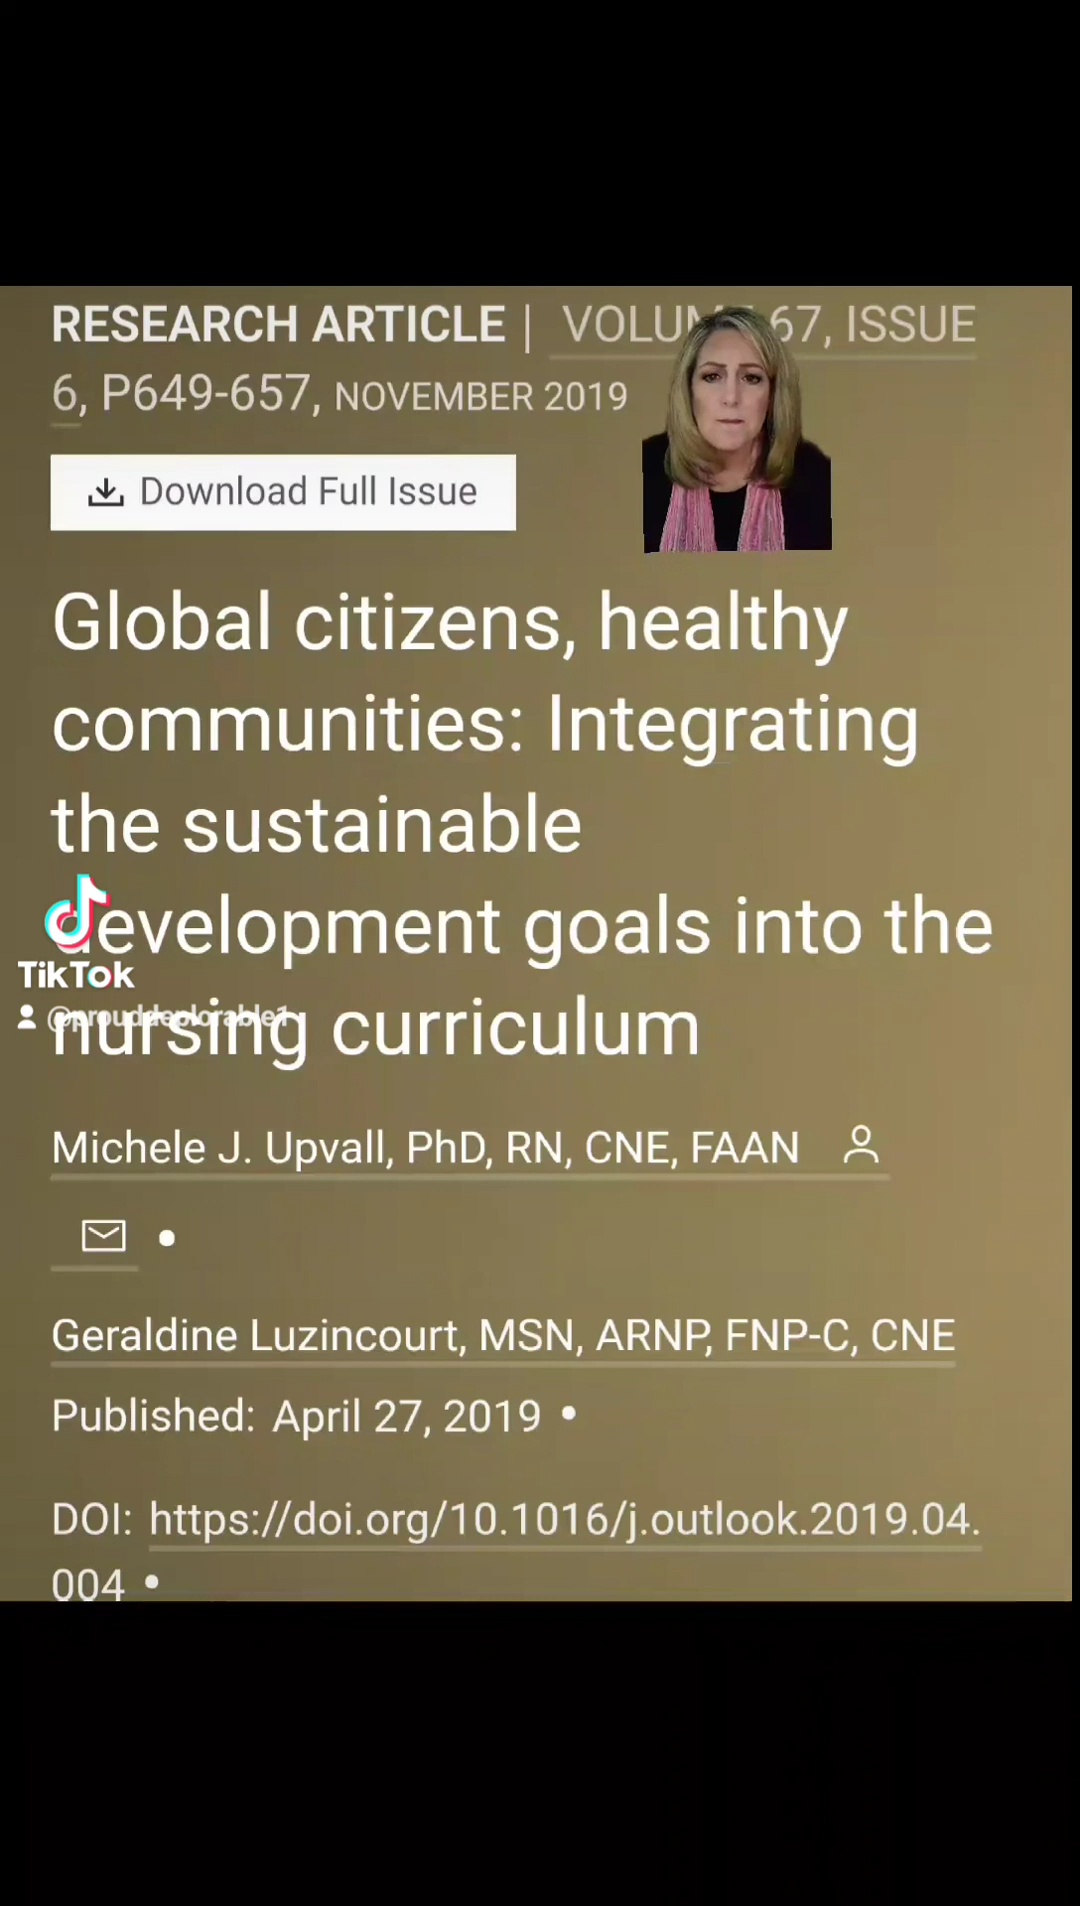 RESEARCH ARTICLE | VOLUME 67, ISSUE
6, P649-657, NOVEMBER 2019
Download Full Issue
Global citizens, healthy
communities: Integrating
the sustainable
development goals into the
nursing curriculum
TikTok
@prouddeplorable1
Michele J. Upvall, PhD, RN, CNE, FAAN
Geraldine Luzincourt, MSN, ARNP, FNP-C, CNE
Published: April 27, 2019 •
DOI: https://doi.org/10.1016/j.outlook.2019.04.
004 •